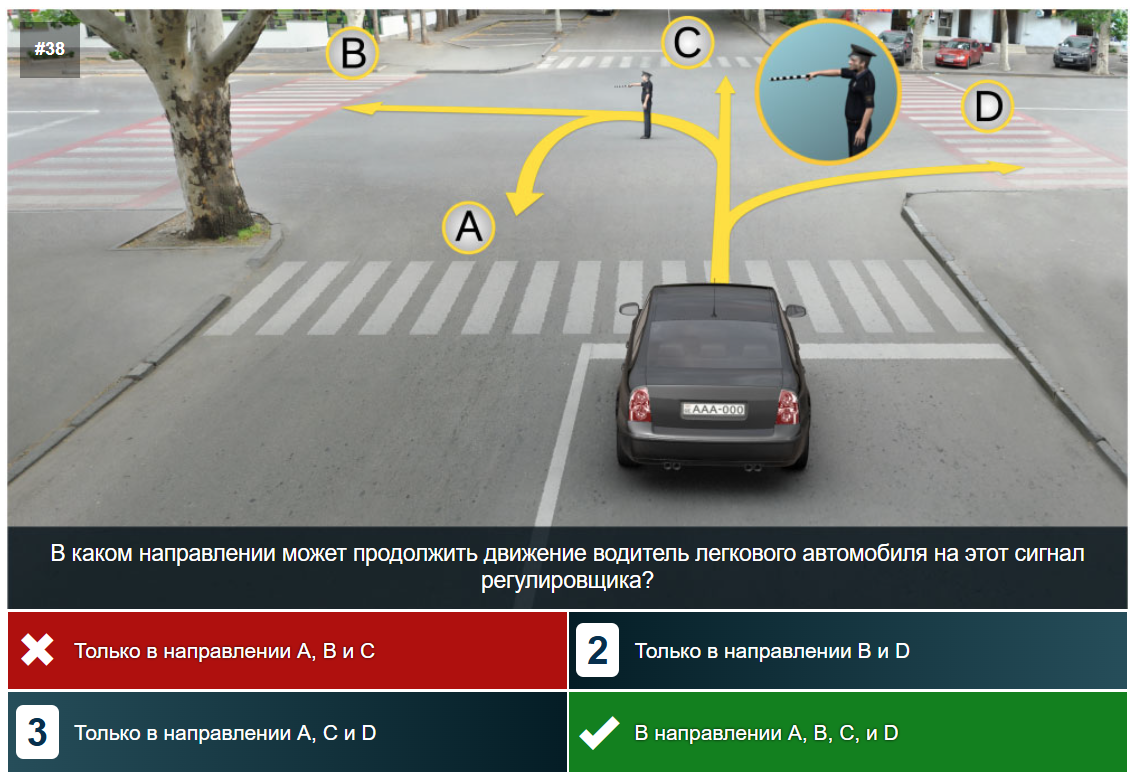 #38
B
C
D
A
AAA-000
В каком направлении может продолжить движение водитель легкового автомобиля на этот сигнал
регулировщика?
Только в направлении A, B и C
2 Только в направлении B и D
3 Только в направлении A, C и D
В направлении A, B, C, и D